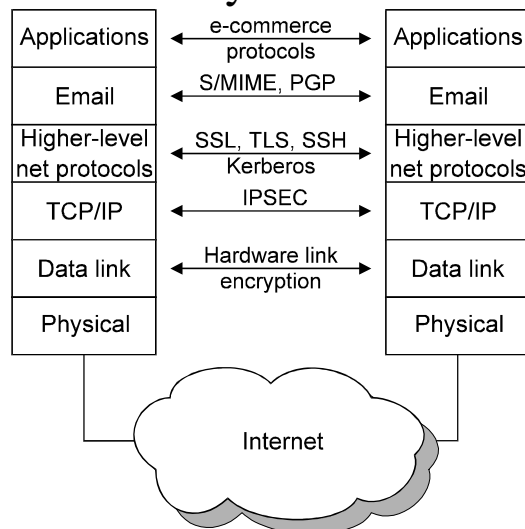 Applications
e-commerce
protocols
Applications
Email
S/MIME, PGP
Email
Higher-level
net protocols
SSL, TLS, SSH
Kerberos
Higher-level
net protocols
TCP/IP
IPSEC
TCP/IP
Data link
Hardware link
encryption
Data link
Physical
Physical
Internet